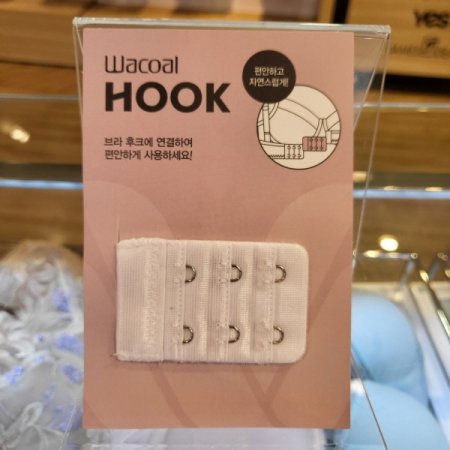 Wacoal
HOOK
편안하고
자연스럽게!
브라 후크에 연결하여
편안하게 사용하세요!
YES